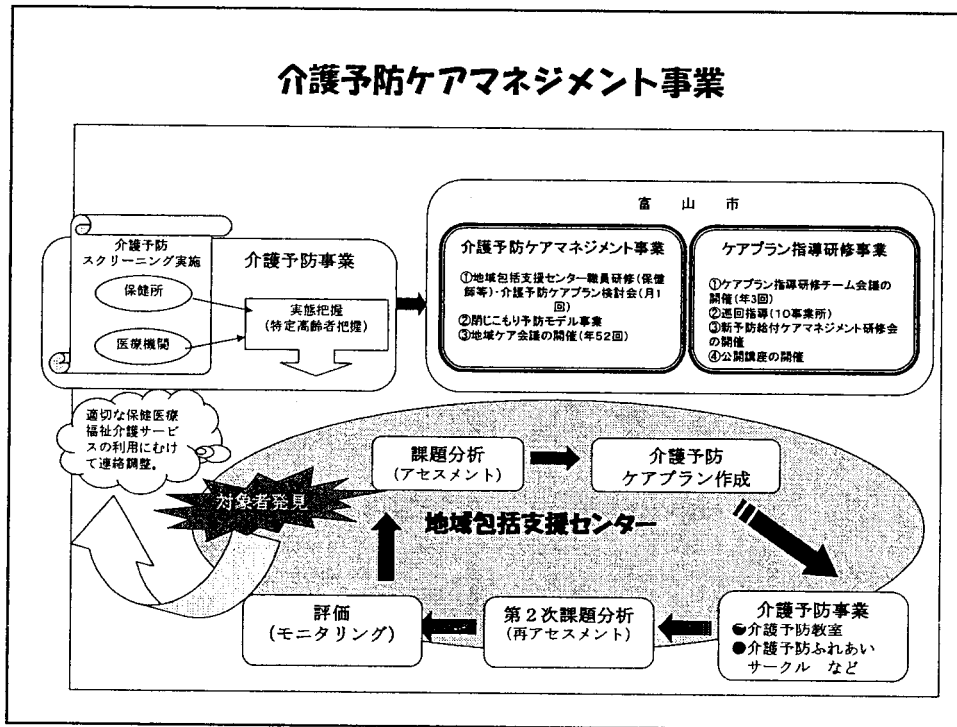 介護予防ケアマネジメント事業
介護予防
スクリーニング実施
保健所
医療機関
介護予防事業
実態把握
(特定高齢者把握)
富山市
介護予防ケアマネジメント事業
①地域包括支援センター職員研修(保健
師等)・介護予防ケアプラン検討会(月1
回)
②閉じこもり予防モデル事業
③地域ケア会議の開催(年52回)
ケアプラン指導研修事業
①ケアプラン指導研修チーム会議の
開催(年3回)
②巡回指導(10事業所)
③新予防給付ケアマネジメント研修会
の開催
④公開講座の開催
適切な保健医療
福祉介護サービ
スの利用にむけ
て連絡調整。
対象者発見
課題分析
(アセスメント)
介護予防
ケアプラン作成
地域包括支援センター
評価
(モニタリング)
第2次課題分析
(再アセスメント)
介護予防事業
●介護予防教室
●介護予防ふれあい
サークル など